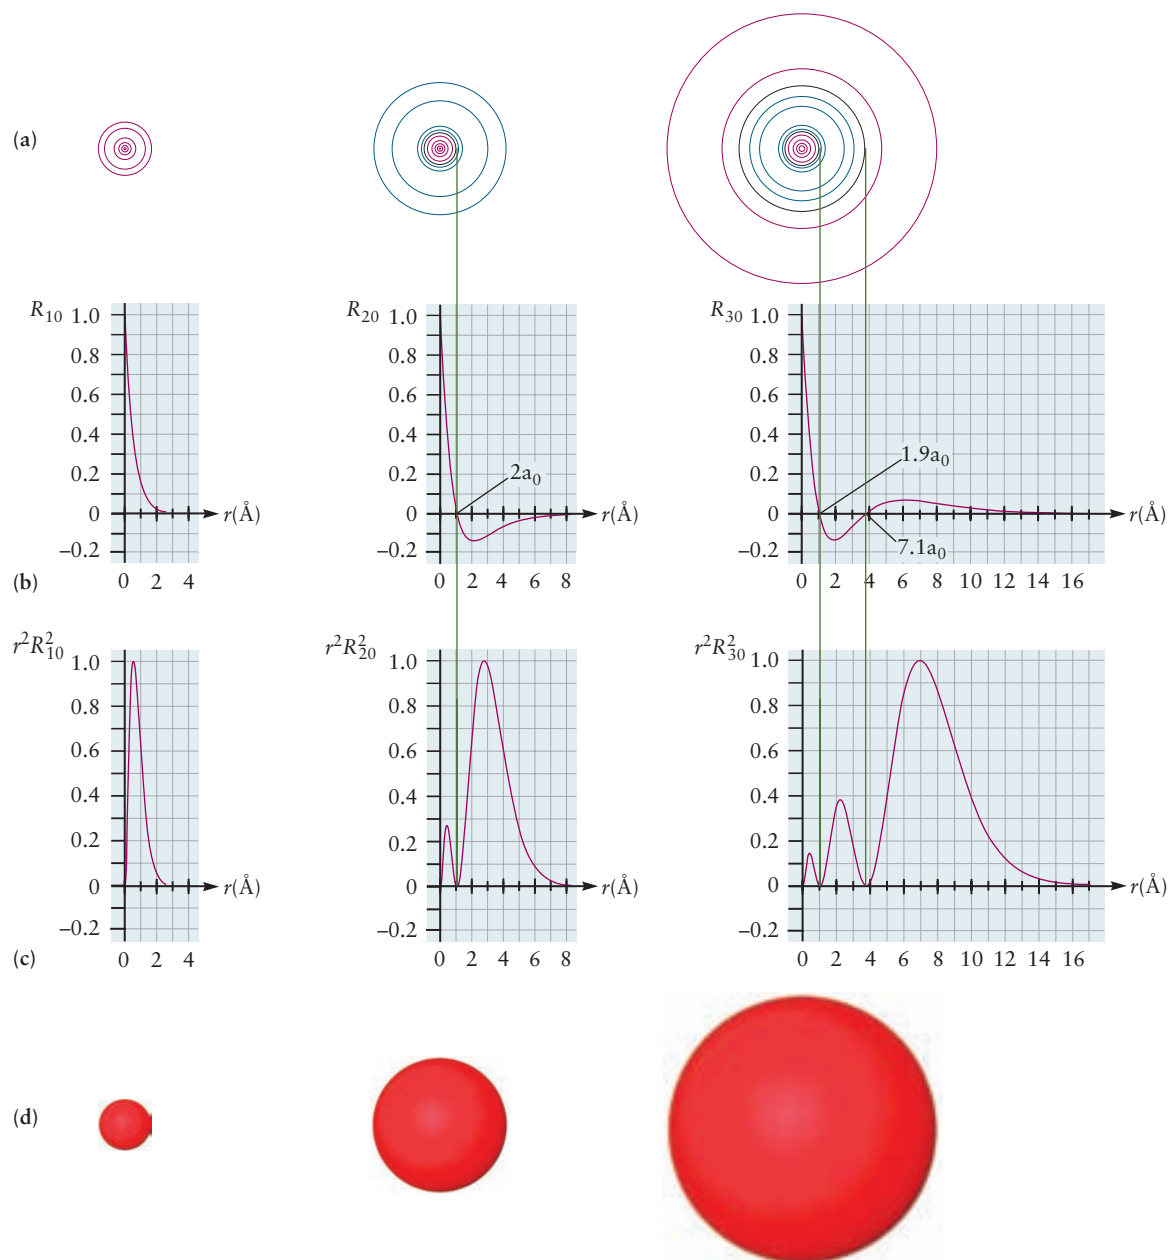 (a)
R₁₀ 1.0
0.8
0.6
0.4
0.2
0 r(Å)
–0.2
0 2 4
R₂₀ 1.0
0.8
0.6
0.4
0.2
2a₀
0 r(Å)
–0.2
0 2 4 6 8
R₃₀ 1.0
0.8
0.6
0.4
0.2
1.9a₀
0 r(Å)
7.1a₀
–0.2
0 2 4 6 8 10 12 14 16
(b)
r²R²₁₀ 1.0
0.8
0.6
0.4
0.2
0 r(Å)
–0.2
0 2 4
r²R²₂₀ 1.0
0.8
0.6
0.4
0.2
0 r(Å)
–0.2
0 2 4 6 8
r²R²₃₀ 1.0
0.8
0.6
0.4
0.2
0 r(Å)
–0.2
0 2 4 6 8 10 12 14 16
(c)
(d)